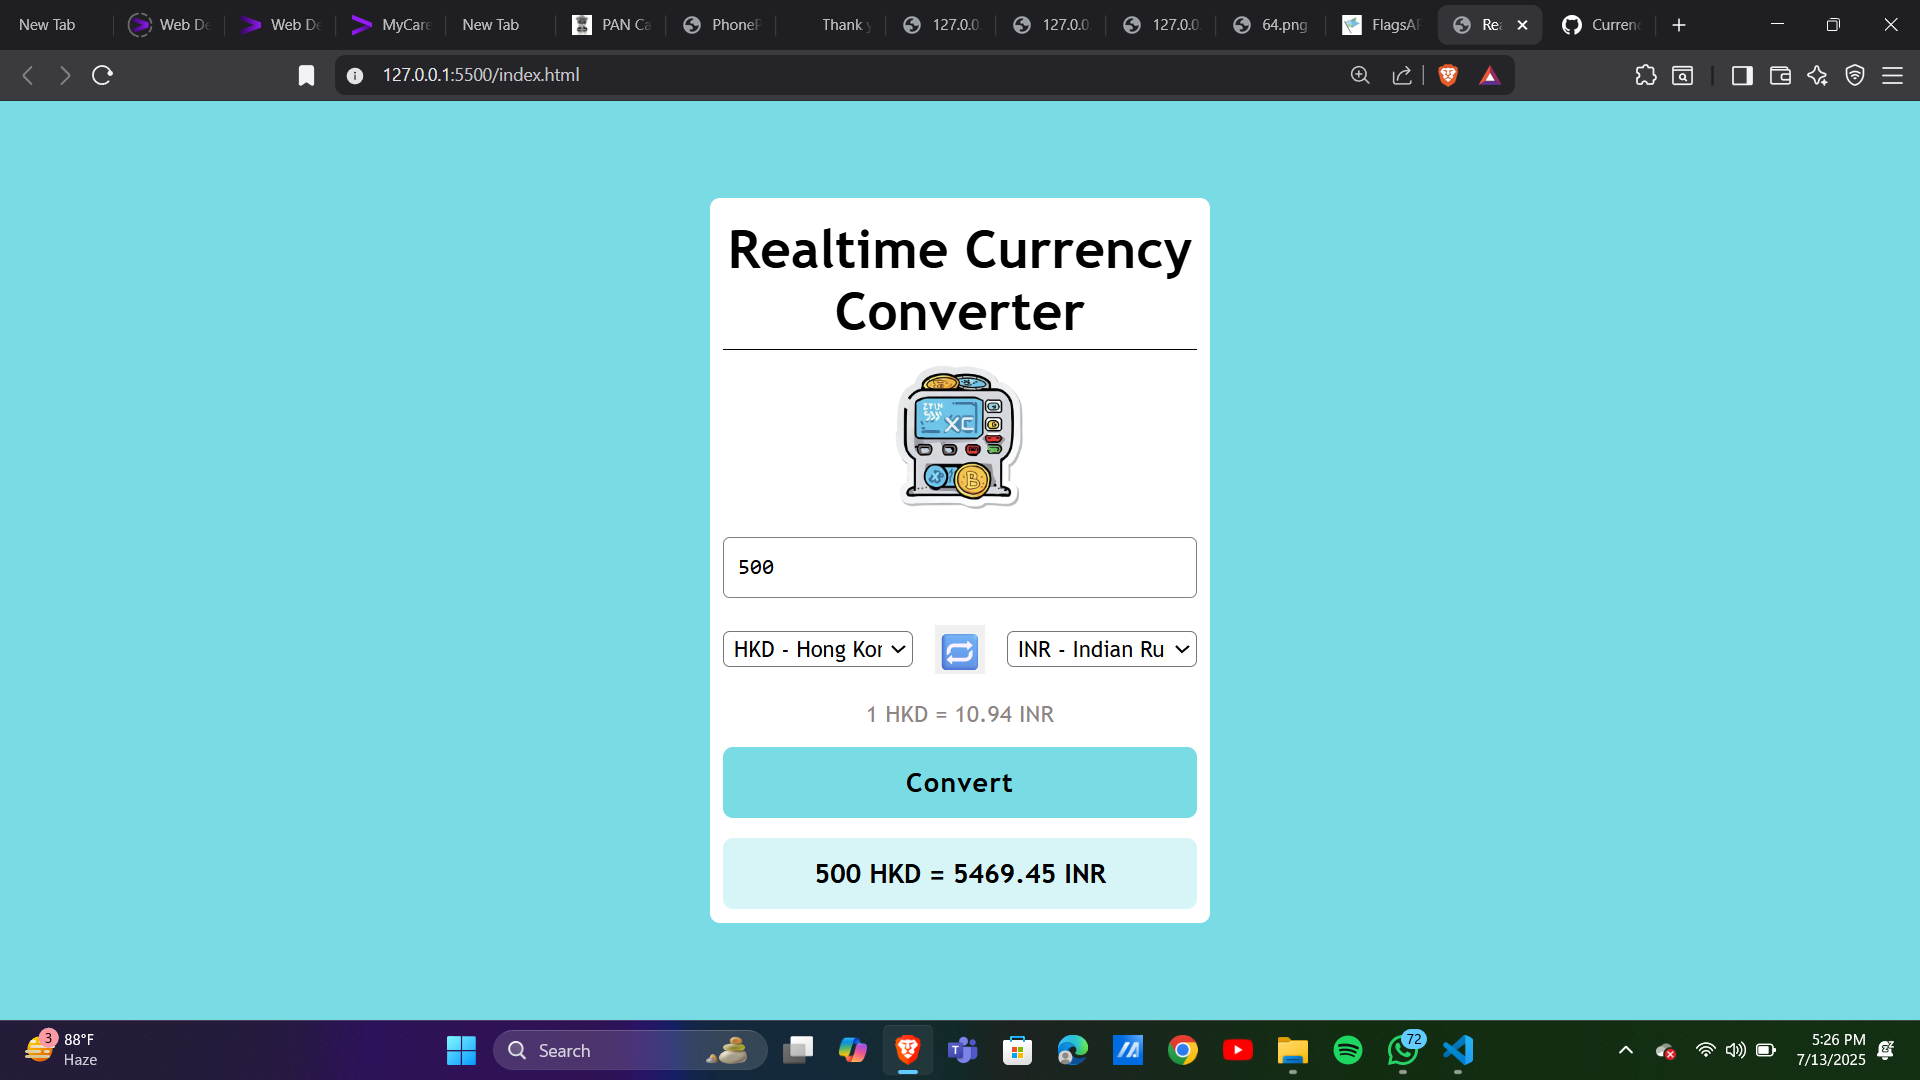 New Tab
Web De
Web De
MyCare
New Tab
PAN Ca
PhoneP
Thank y
127.0.0.
127.0.0.
127.0.0.
64.png
FlagsAP
Rea
Curren
127.0.0.1:5500/index.html
Realtime Currency
Converter
XC
B
500
HKD - Hong Kon
INR - Indian Ru
1 HKD = 10.94 INR
Convert
500 HKD = 5469.45 INR
3
88°F
Haze
Search
72
5:26 PM
7/13/2025